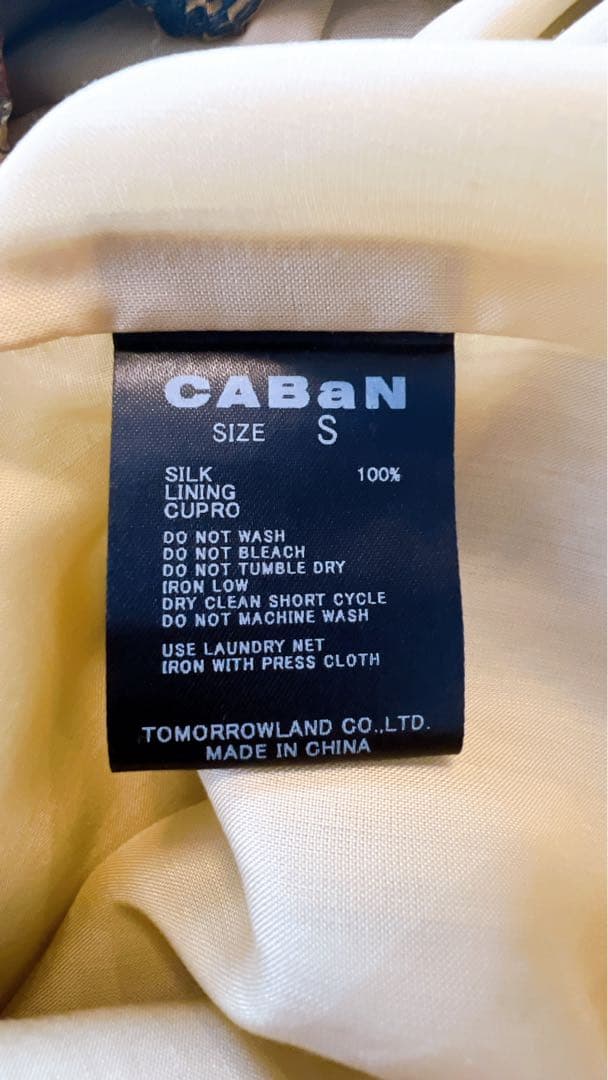 CABaN
SIZE S
SILK 100%
LINING
CUPRO
DO NOT WASH
DO NOT BLEACH
DO NOT TUMBLE DRY
IRON LOW
DRY CLEAN SHORT CYCLE
DO NOT MACHINE WASH
USE LAUNDRY NET
IRON WITH PRESS CLOTH
TOMORROWLAND CO.,LTD.
MADE IN CHINA